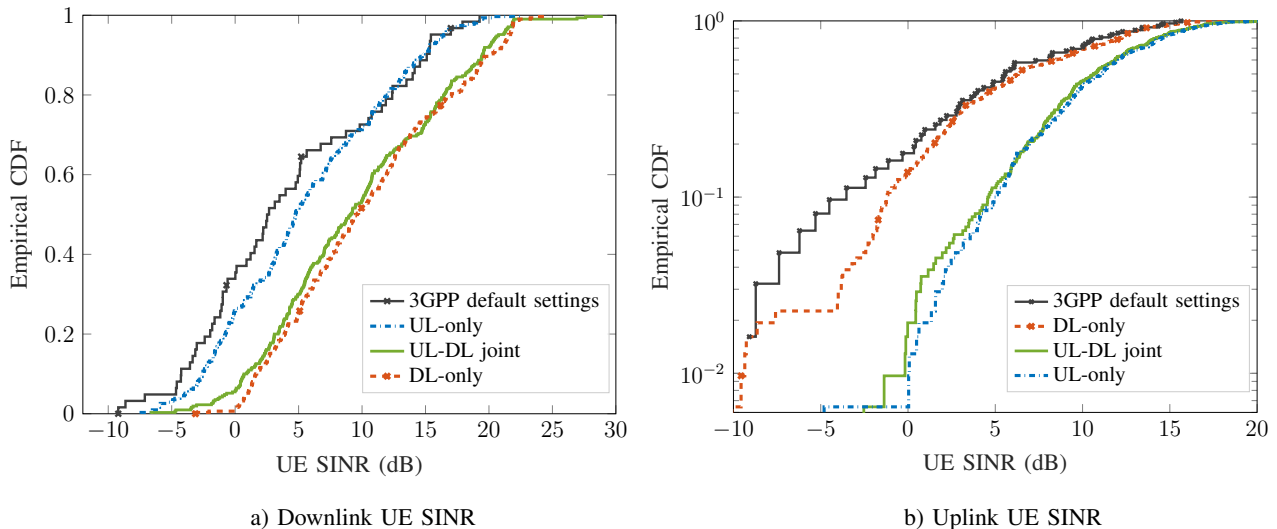 1
0.8
0.6
0.4
0.2
0
Empirical CDF
3GPP default settings
UL-only
UL-DL joint
DL-only
−10 −5 0 5 10 15 20 25 30
UE SINR (dB)
a) Downlink UE SINR
10^0
10^−1
10^−2
Empirical CDF
3GPP default settings
DL-only
UL-DL joint
UL-only
−10 −5 0 5 10 15 20
UE SINR (dB)
b) Uplink UE SINR